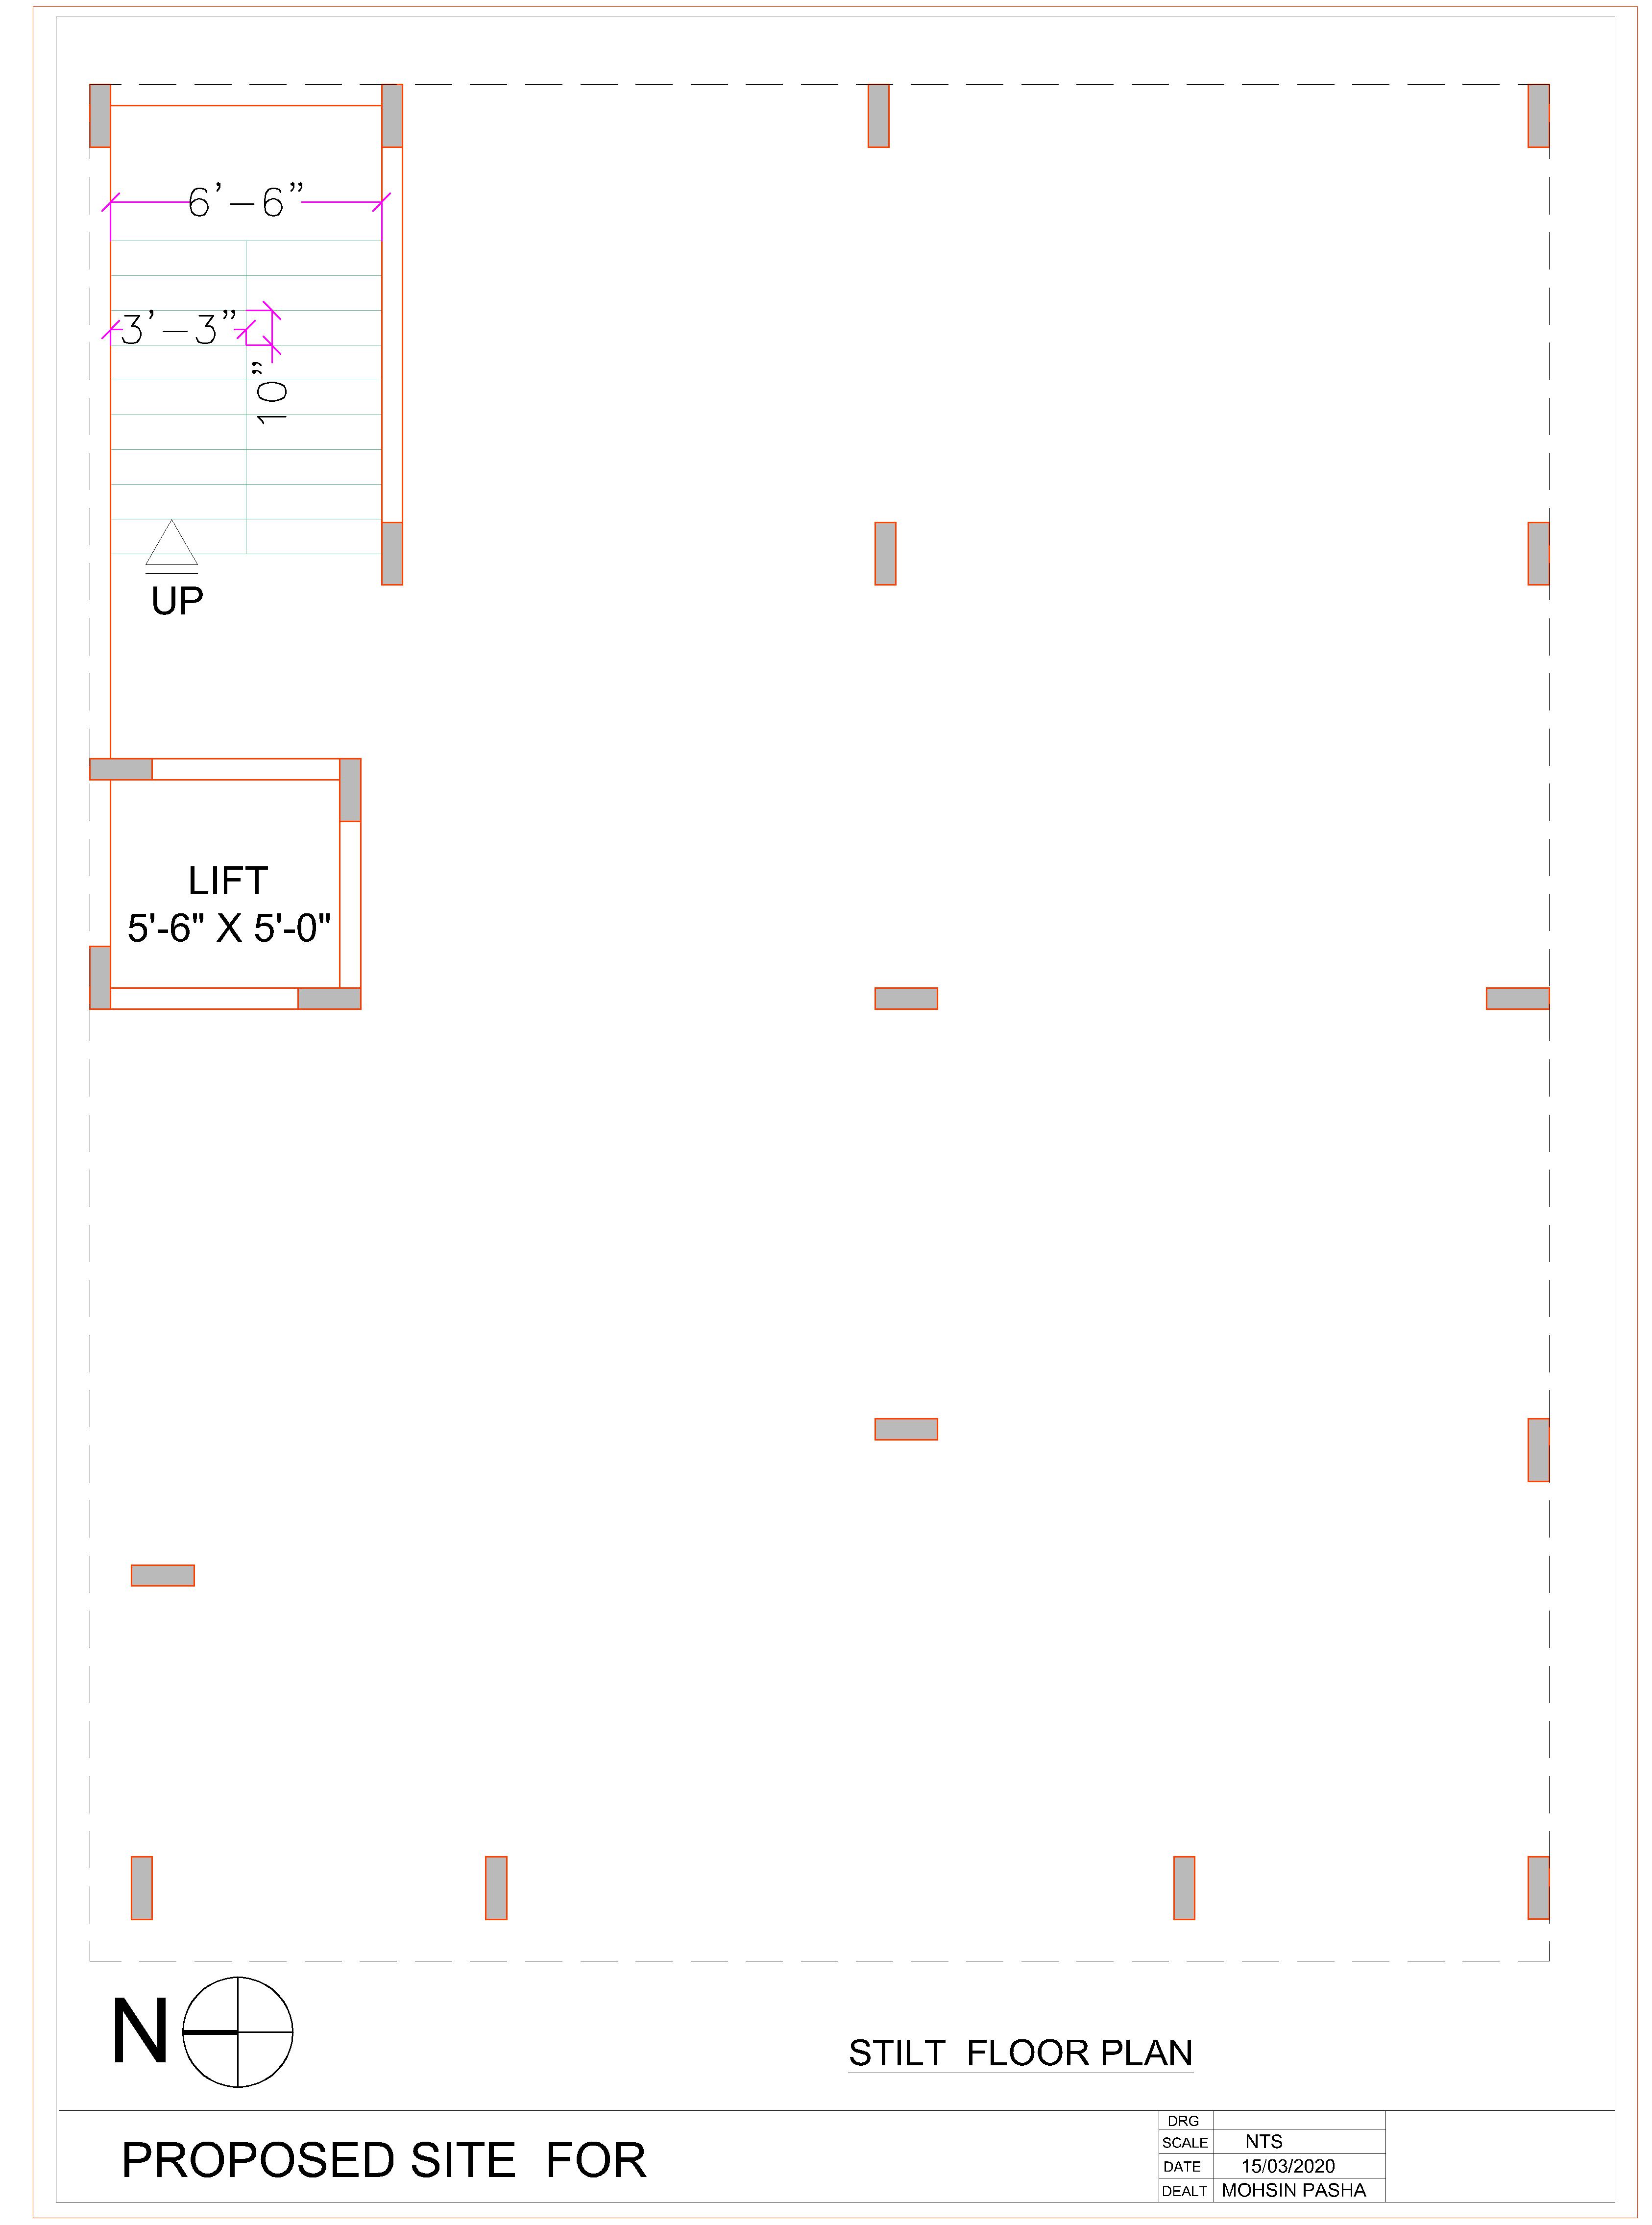 6’-6”
3’-3”
10”
UP
LIFT
5'-6" X 5'-0"
N
STILT FLOOR PLAN
PROPOSED SITE FOR
DRG
SCALE NTS
DATE 15/03/2020
DEALT MOHSIN PASHA